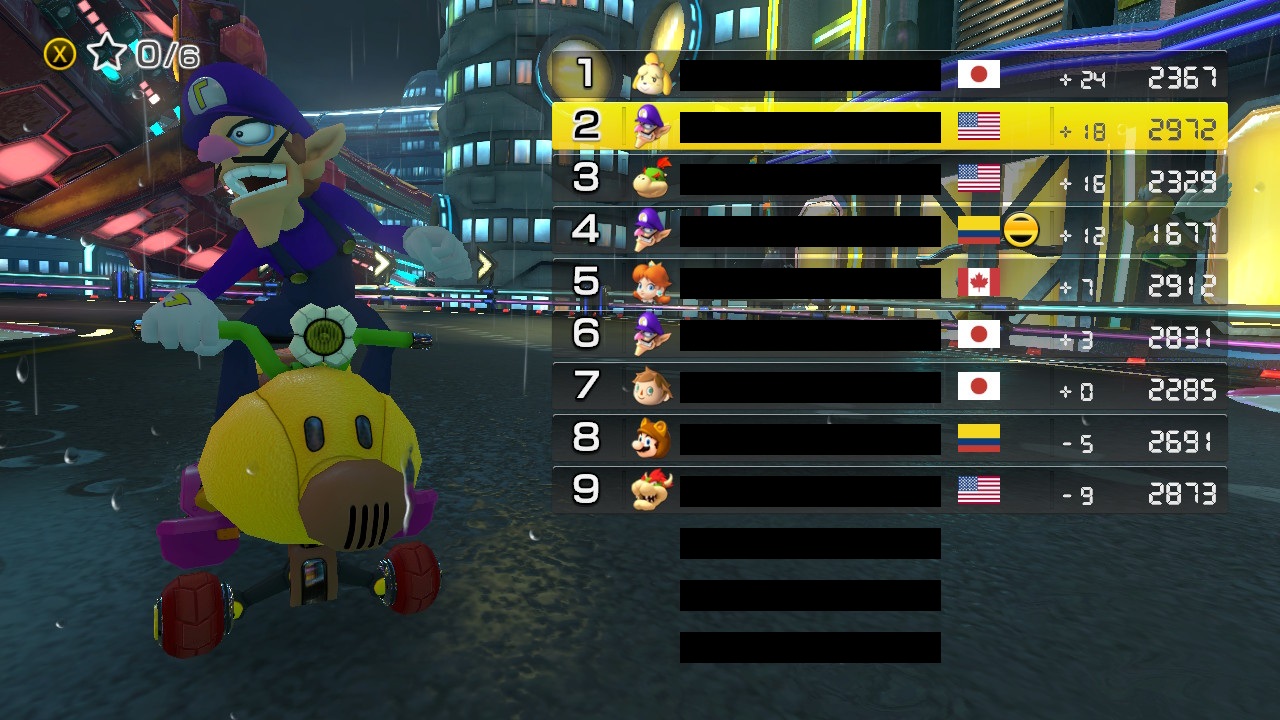 X 0/6
1 + 24 2367
2 + 18 2972
3 + 16 2329
4 + 12 1677
5 + 7 2912
6 + 3 2831
7 + 0 2285
8 - 5 2691
9 - 9 2873